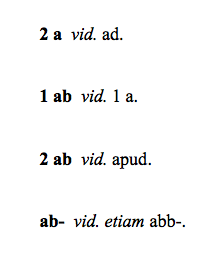 2 a vid. ad.
1 ab vid. 1 a.
2 ab vid. apud.
ab- vid. etiam abb-.